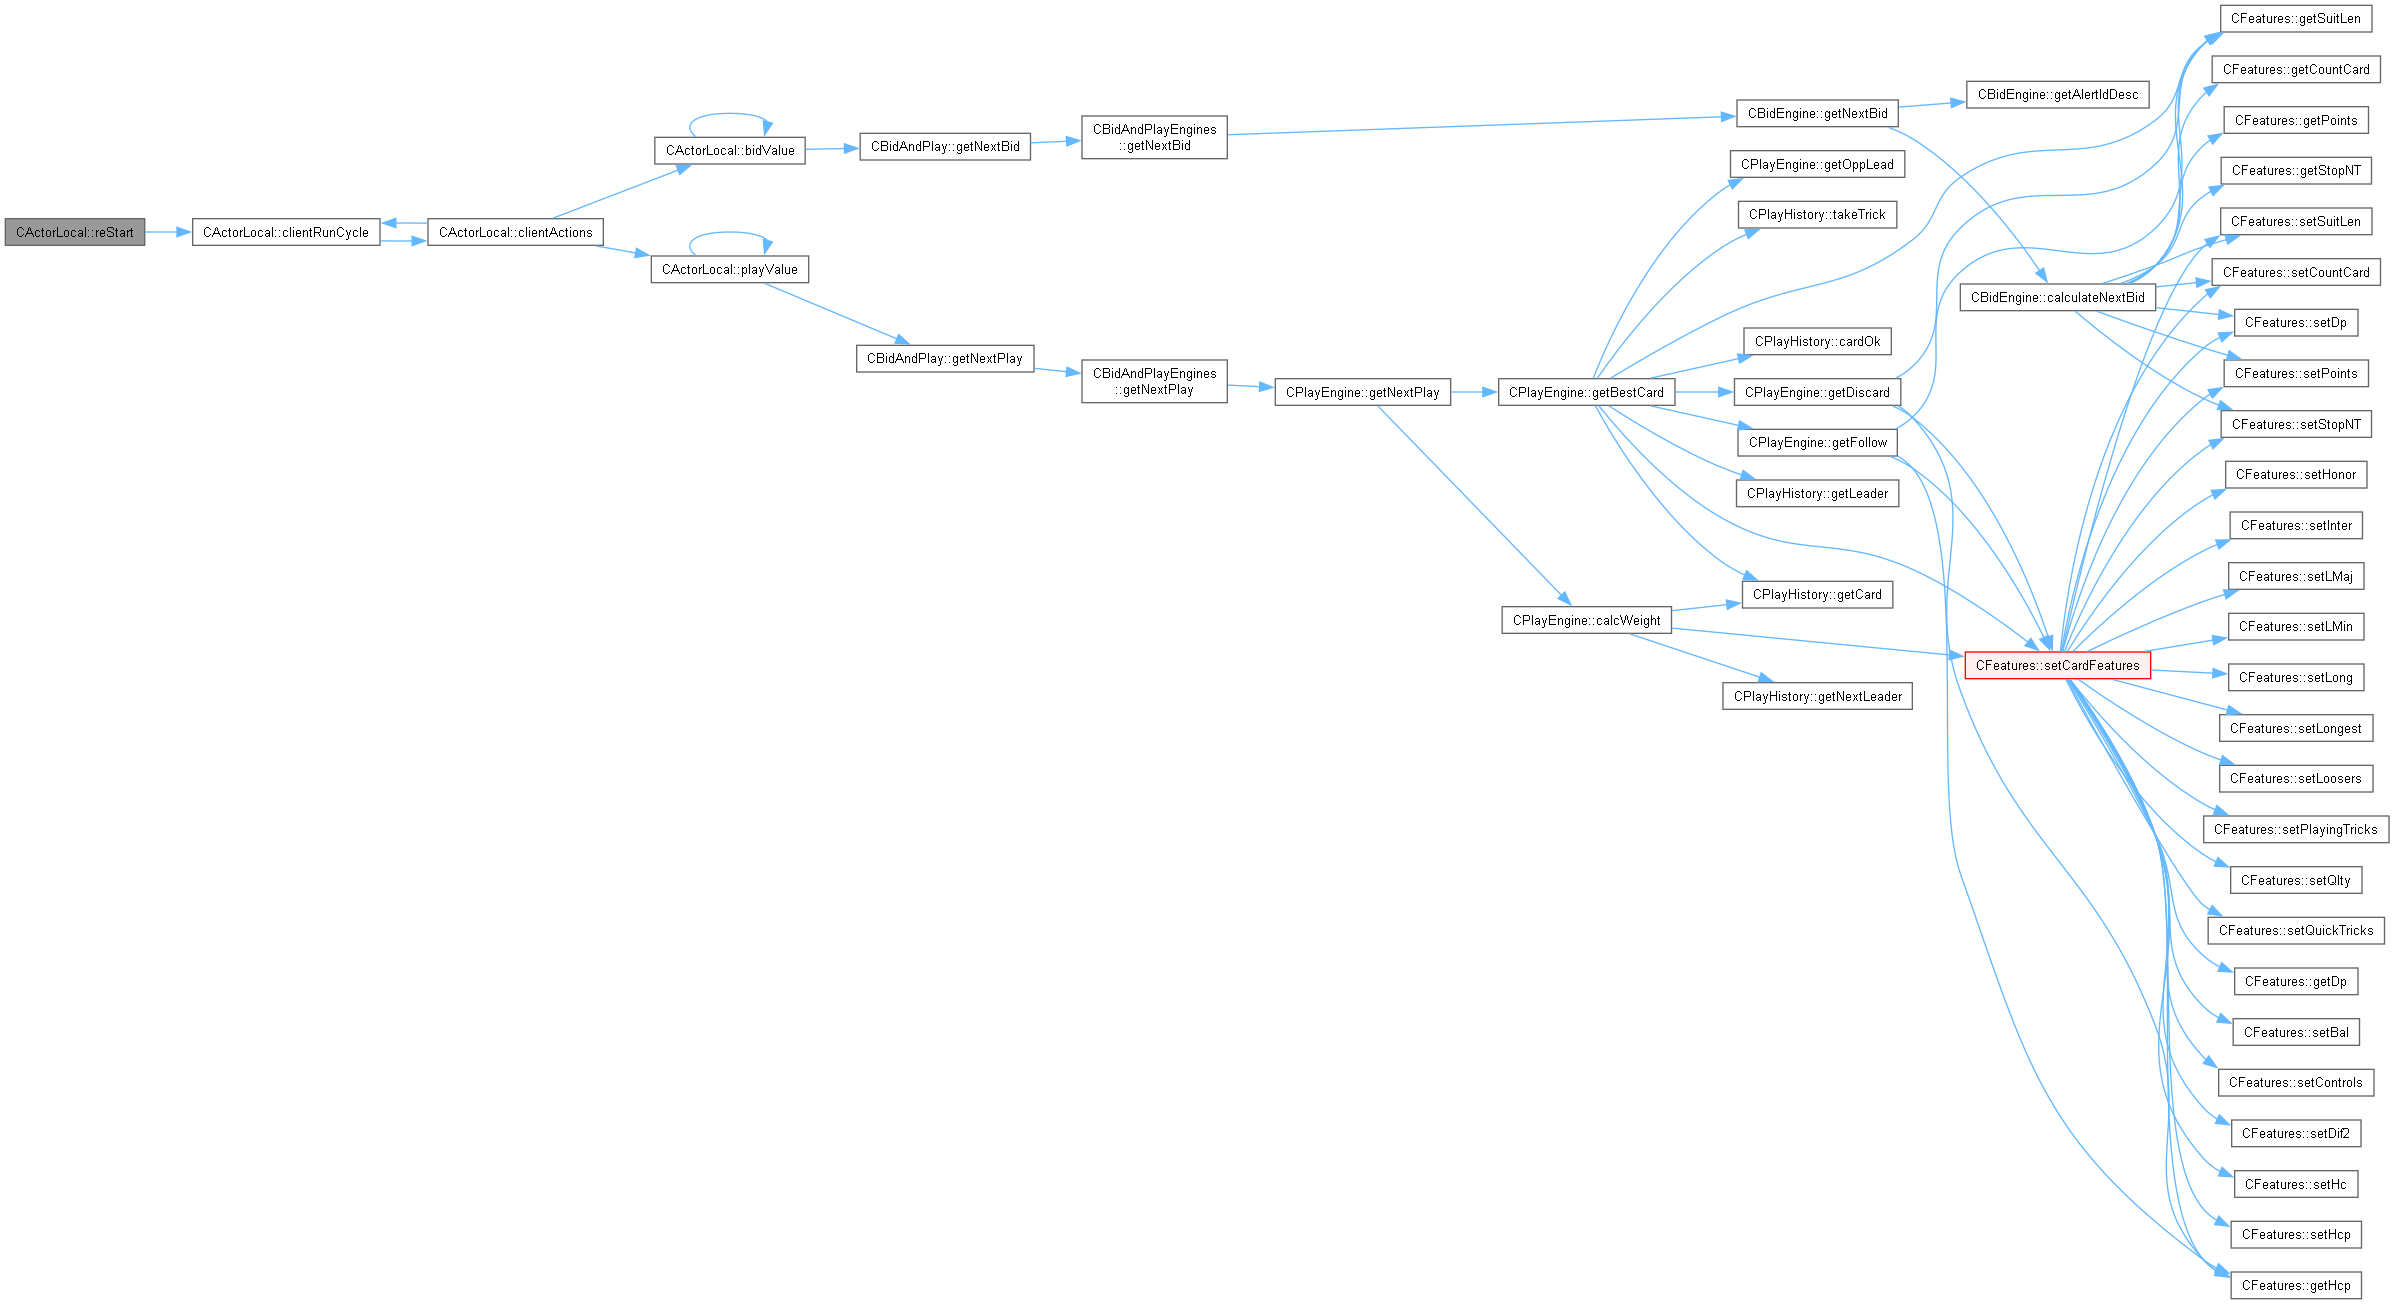 CActorLocal::reStart
CActorLocal::clientRunCycle
CActorLocal::clientActions
CActorLocal::bidValue
CActorLocal::playValue
CBidAndPlay::getNextBid
CBidAndPlay::getNextPlay
CBidAndPlayEngines
::getNextBid
CBidAndPlayEngines
::getNextPlay
CPlayEngine::getNextPlay
CPlayEngine::getBestCard
CPlayEngine::calcWeight
CBidEngine::getNextBid
CPlayEngine::getOppLead
CPlayHistory::takeTrick
CPlayHistory::cardOk
CPlayEngine::getDiscard
CPlayEngine::getFollow
CPlayHistory::getLeader
CPlayHistory::getCard
CPlayHistory::getNextLeader
CBidEngine::getAlertIdDesc
CBidEngine::calculateNextBid
CFeatures::setCardFeatures
CFeatures::getSuitLen
CFeatures::getCountCard
CFeatures::getPoints
CFeatures::getStopNT
CFeatures::setSuitLen
CFeatures::setCountCard
CFeatures::setDp
CFeatures::setPoints
CFeatures::setStopNT
CFeatures::setHonor
CFeatures::setInter
CFeatures::setLMaj
CFeatures::setLMin
CFeatures::setLong
CFeatures::setLongest
CFeatures::setLoosers
CFeatures::setPlayingTricks
CFeatures::setQlty
CFeatures::setQuickTricks
CFeatures::getDp
CFeatures::setBal
CFeatures::setControls
CFeatures::setDif2
CFeatures::setHc
CFeatures::setHcp
CFeatures::getHcp